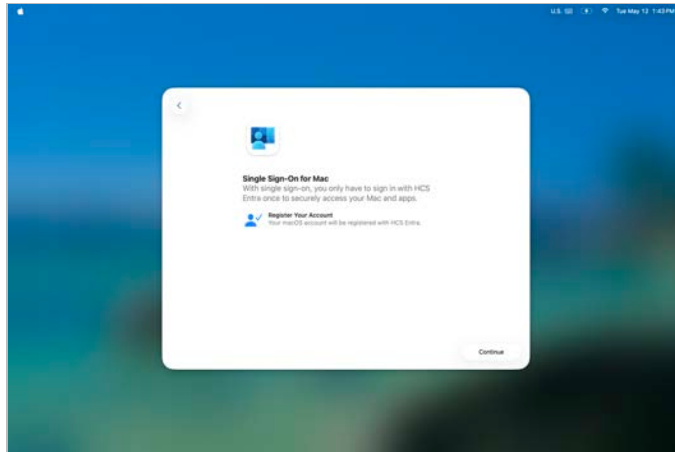 U.S. Tue May 12 1:43 PM
Single Sign-On for Mac
With single sign-on, you only have to sign in with HCS
Entra once to securely access your Mac and apps.
Register Your Account
Your macOS account will be registered with HCS Entra.
Continue